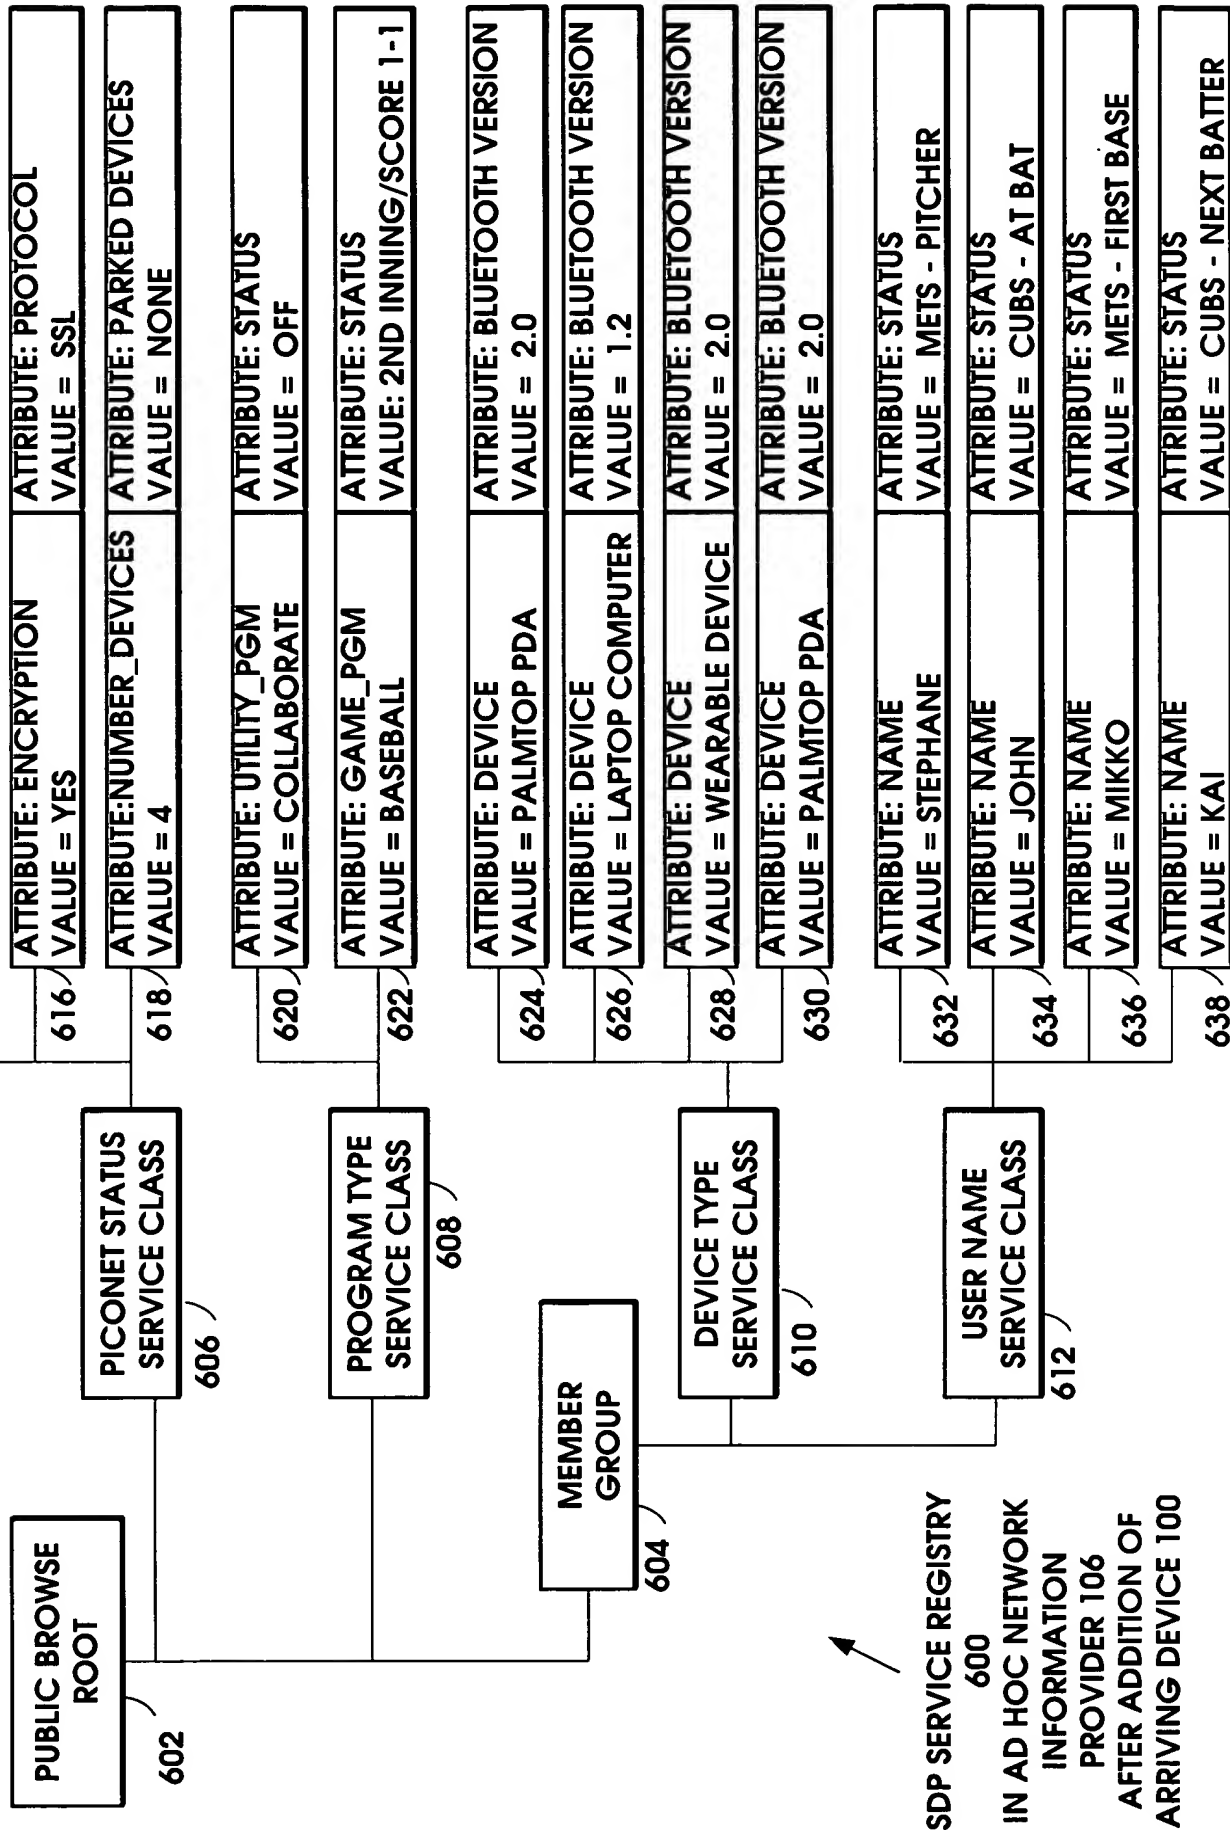 PUBLIC BROWSE
ROOT
602
PICONET STATUS
SERVICE CLASS
606
ATTRIBUTE: ENCRYPTION
VALUE = YES
ATTRIBUTE: PROTOCOL
VALUE = SSL
616
ATTRIBUTE:NUMBER_DEVICES
VALUE = 4
ATTRIBUTE: PARKED DEVICES
VALUE = NONE
618
PROGRAM TYPE
SERVICE CLASS
608
ATTRIBUTE: UTILITY_PGM
VALUE = COLLABORATE
ATTRIBUTE: STATUS
VALUE = OFF
620
ATTRIBUTE: GAME_PGM
VALUE = BASEBALL
ATTRIBUTE: STATUS
VALUE: 2ND INNING/SCORE 1-1
622
MEMBER
GROUP
604
DEVICE TYPE
SERVICE CLASS
610
ATTRIBUTE: DEVICE
VALUE = PALMTOP PDA
ATTRIBUTE: BLUETOOTH VERSION
VALUE = 2.0
624
ATTRIBUTE: DEVICE
VALUE = LAPTOP COMPUTER
ATTRIBUTE: BLUETOOTH VERSION
VALUE = 1.2
626
ATTRIBUTE: DEVICE
VALUE = WEARABLE DEVICE
ATTRIBUTE: BLUETOOTH VERSION
VALUE = 2.0
628
ATTRIBUTE: DEVICE
VALUE = PALMTOP PDA
ATTRIBUTE: BLUETOOTH VERSION
VALUE = 2.0
630
USER NAME
SERVICE CLASS
612
ATTRIBUTE: NAME
VALUE = STEPHANE
ATTRIBUTE: STATUS
VALUE = METS - PITCHER
632
ATTRIBUTE: NAME
VALUE = JOHN
ATTRIBUTE: STATUS
VALUE = CUBS - AT BAT
634
ATTRIBUTE: NAME
VALUE = MIKKO
ATTRIBUTE: STATUS
VALUE = METS - FIRST BASE
636
ATTRIBUTE: NAME
VALUE = KAI
ATTRIBUTE: STATUS
VALUE = CUBS - NEXT BATTER
638
SDP SERVICE REGISTRY
600
IN AD HOC NETWORK
INFORMATION
PROVIDER 106
AFTER ADDITION OF
ARRIVING DEVICE 100